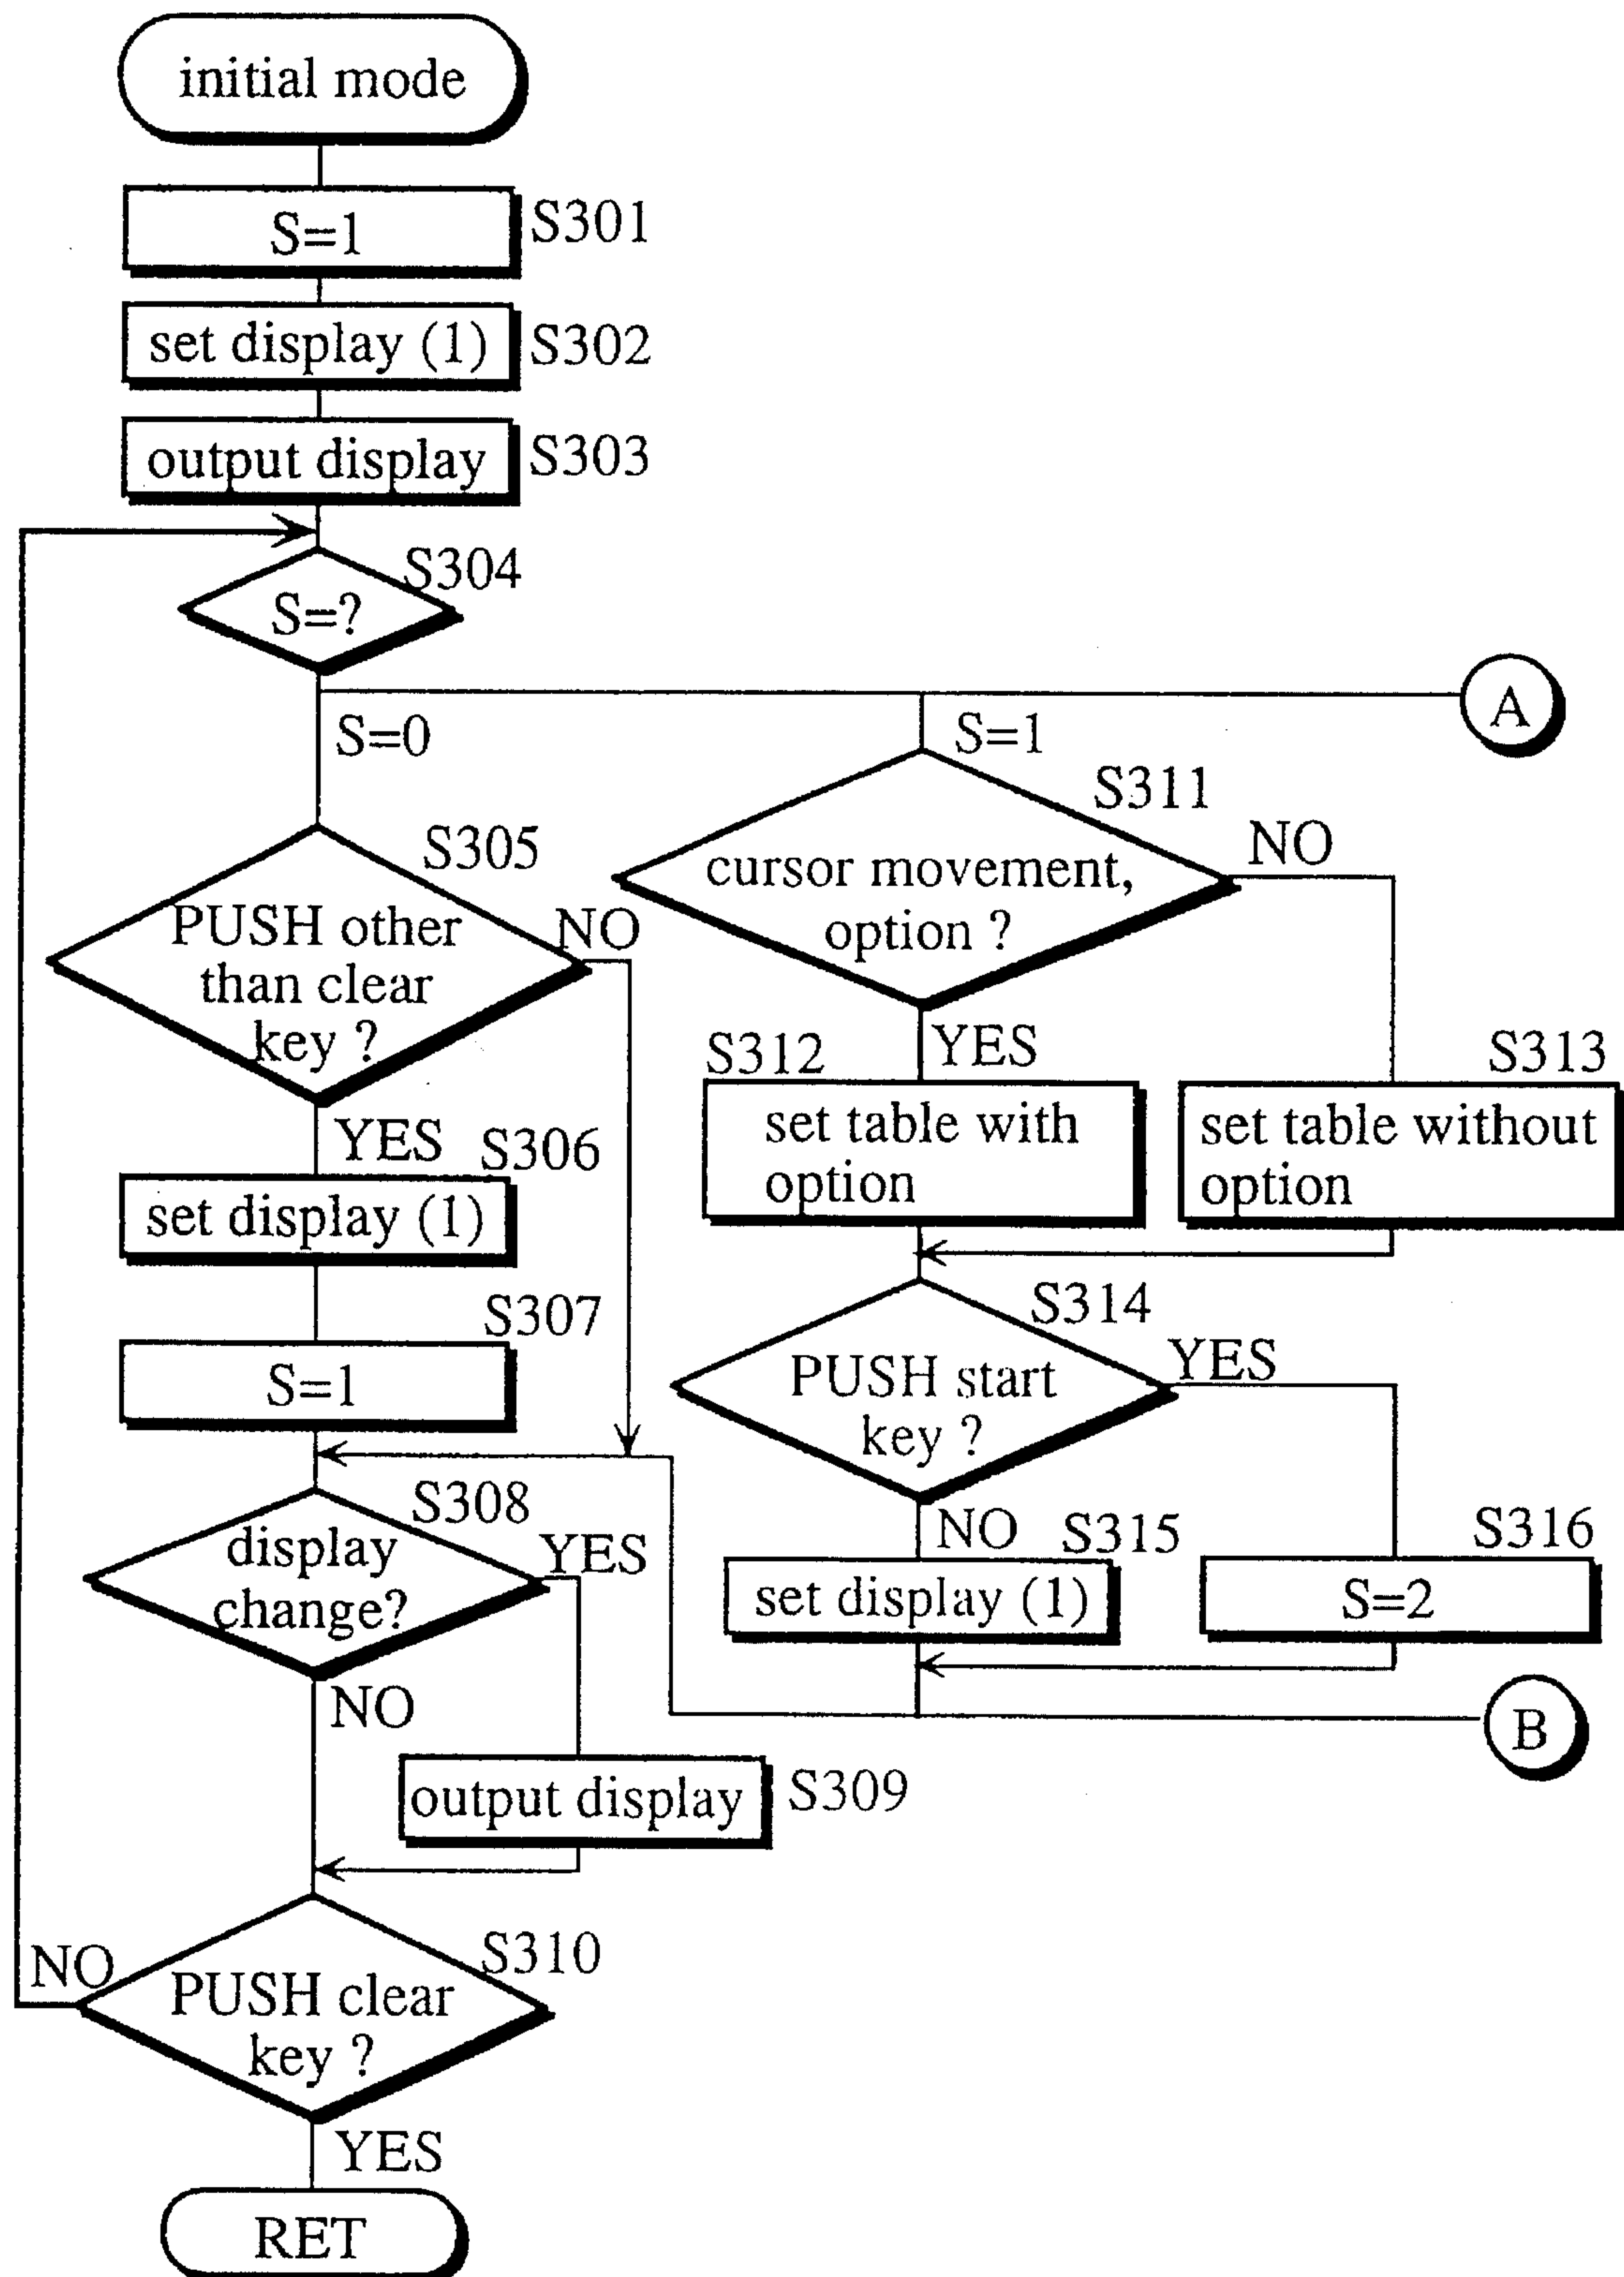 initial mode
S=1
S301
set display (1)
S302
output display
S303
S304
S=?
A
S=0
S=1
S311
S305
NO
cursor movement,
option ?
PUSH other
than clear
key ?
NO
YES
S312
S313
set table with
option
set table without
option
YES
S306
set display (1)
S307
S=1
S314
PUSH start
key ?
YES
S308
display
change?
YES
NO
S315
S316
set display (1)
S=2
NO
B
output display
S309
NO
S310
PUSH clear
key ?
YES
RET